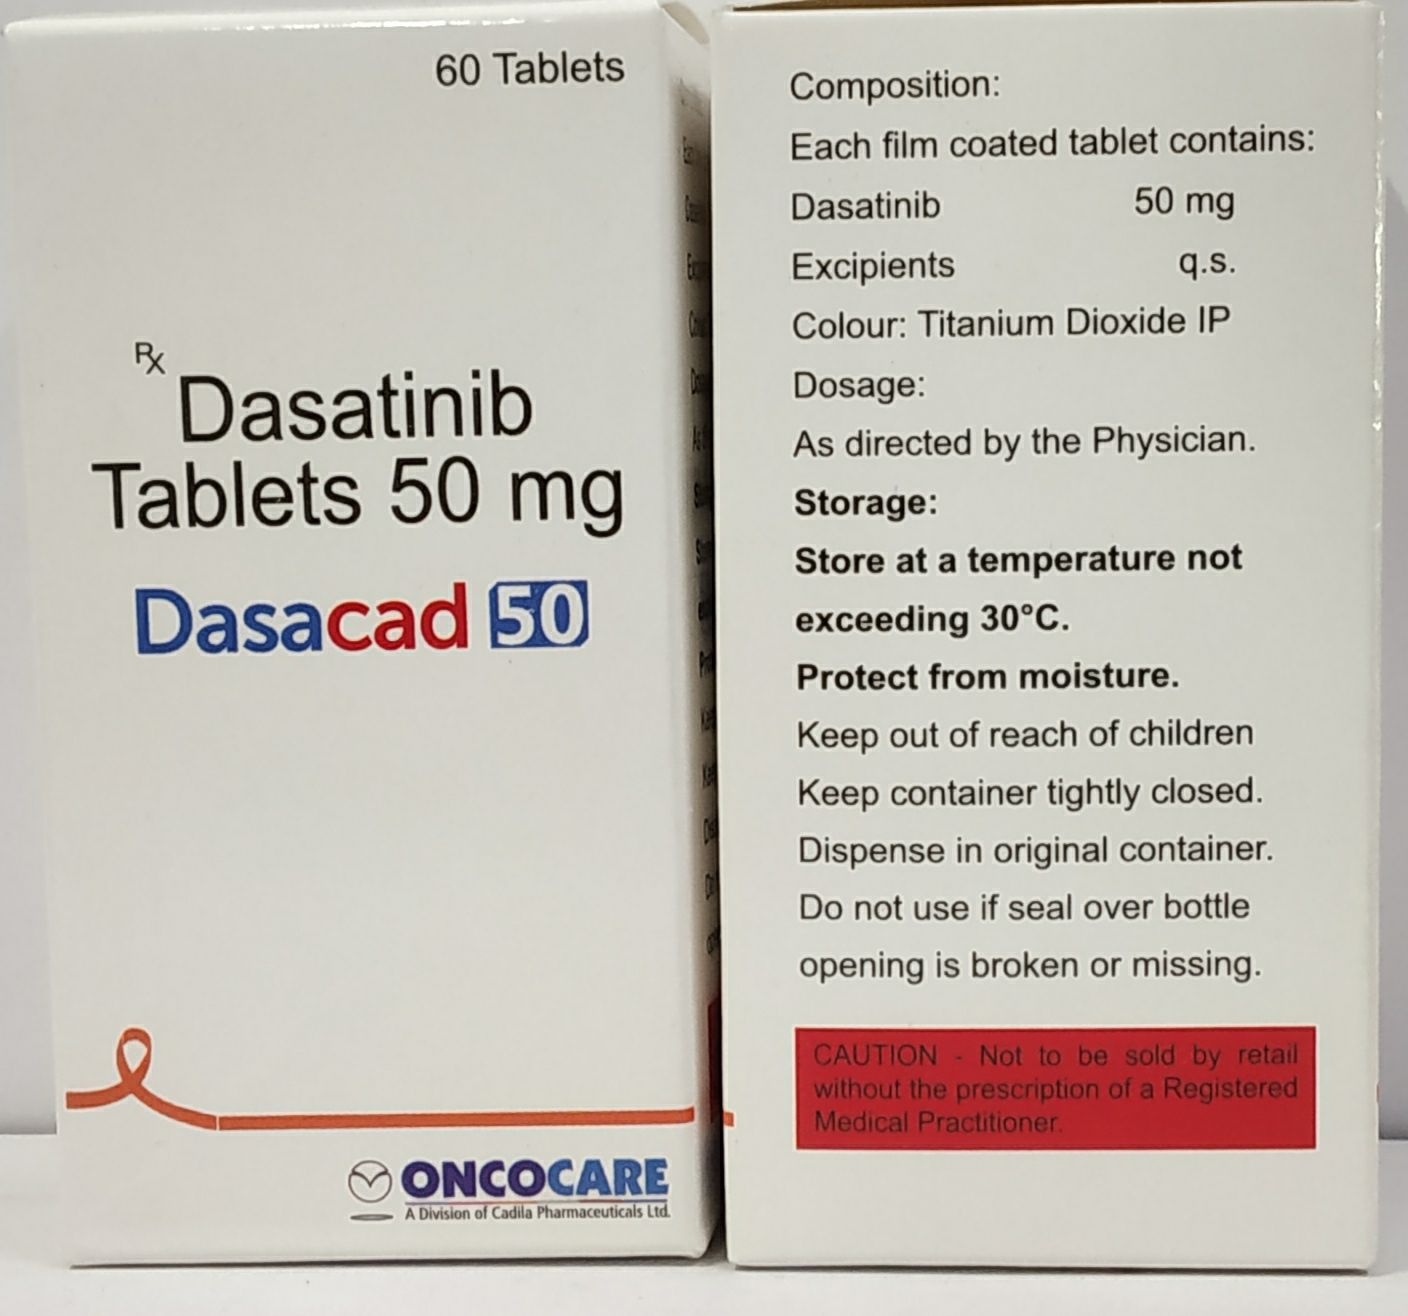 60 Tablets
Rx
Dasatinib
Tablets 50 mg
Dasacad 50
ONCOCARE
A Division of Cadila Pharmaceuticals Ltd.
Composition:
Each film coated tablet contains:
Dasatinib 50 mg
Excipients q.s.
Colour: Titanium Dioxide IP
Dosage:
As directed by the Physician.
Storage:
Store at a temperature not
exceeding 30°C.
Protect from moisture.
Keep out of reach of children
Keep container tightly closed.
Dispense in original container.
Do not use if seal over bottle
opening is broken or missing.
CAUTION - Not to be sold by retail
without the prescription of a Registered
Medical Practitioner.